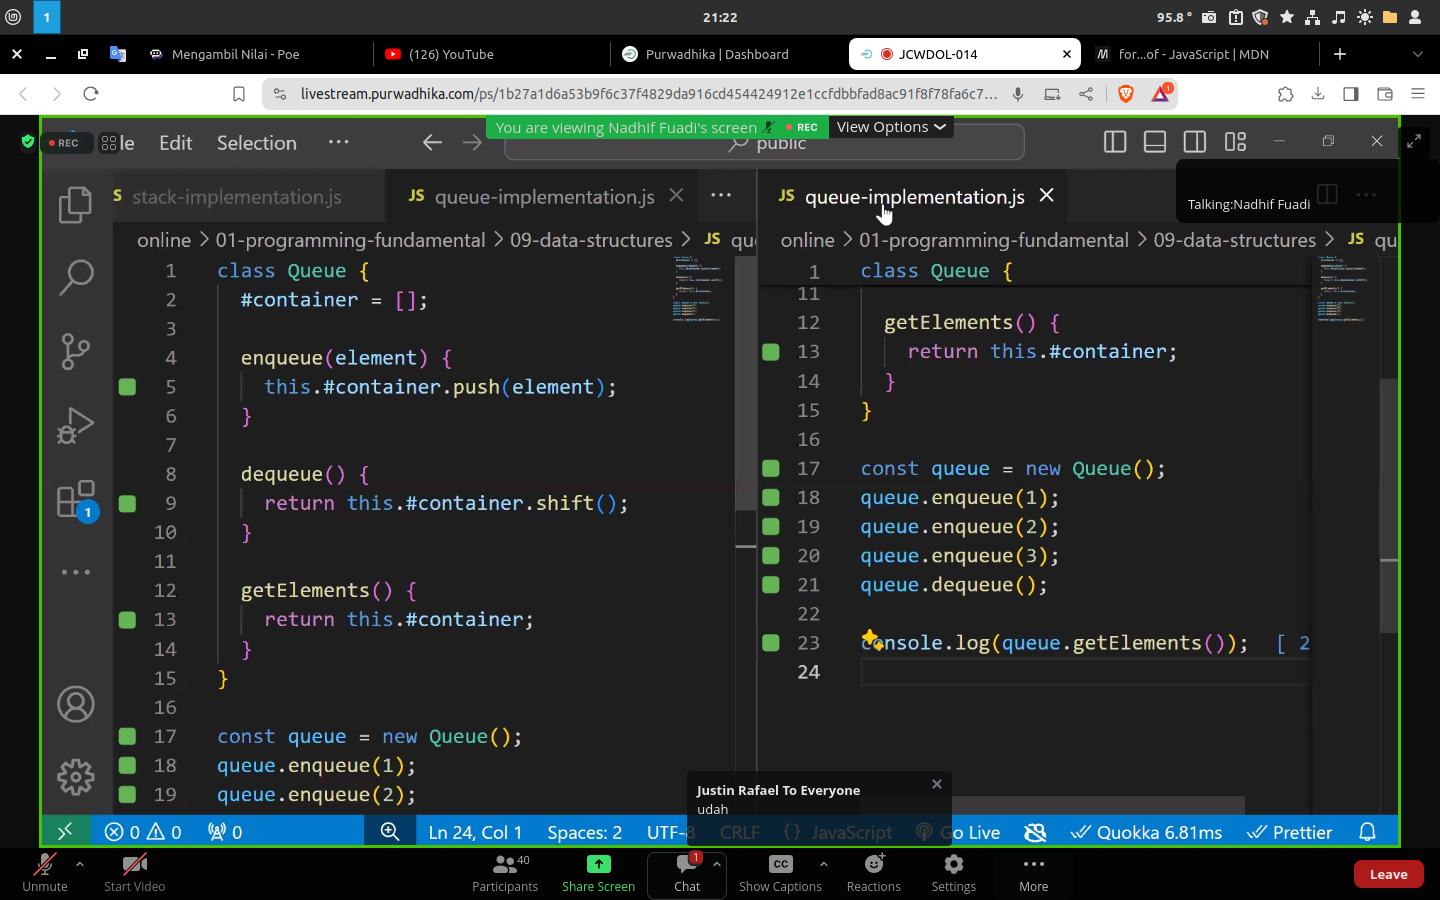 1
21:22
95.8 °
Mengambil Nilai - Poe
(126) YouTube
Purwadhika | Dashboard
JCWDOL-014
for...of - JavaScript | MDN
livestream.purwadhika.com/ps/1b27a1d6a53b9f6c37f4829da916cd454424912e1ccfdbbfad8ac91f8f78fa6c7...
1
You are viewing Nadhif Fuadi's screen
REC
View Options
REC
le
Edit
Selection
public
Talking:Nadhif Fuadi
JS stack-implementation.js
JS queue-implementation.js
online > 01-programming-fundamental > 09-data-structures > JS qu
1 class Queue {
2 #container = [];
3
4 enqueue(element) {
5 this.#container.push(element);
6 }
7
8 dequeue() {
9 return this.#container.shift();
10 }
11
12 getElements() {
13 return this.#container;
14 }
15 }
16
17 const queue = new Queue();
18 queue.enqueue(1);
19 queue.enqueue(2);
JS queue-implementation.js
online > 01-programming-fundamental > 09-data-structures > JS qu
1 class Queue {
11
12 getElements() {
13 return this.#container;
14 }
15 }
16
17 const queue = new Queue();
18 queue.enqueue(1);
19 queue.enqueue(2);
20 queue.enqueue(3);
21 queue.dequeue();
22
23 console.log(queue.getElements()); [ 2
24
1
Justin Rafael To Everyone
udah
0 0
0
Ln 24, Col 1
Spaces: 2
UTF-8
CRLF
{} JavaScript
Go Live
Quokka 6.81ms
Prettier
Unmute
Start Video
40
Participants
Share Screen
1
Chat
CC
Show Captions
Reactions
Settings
More
Leave